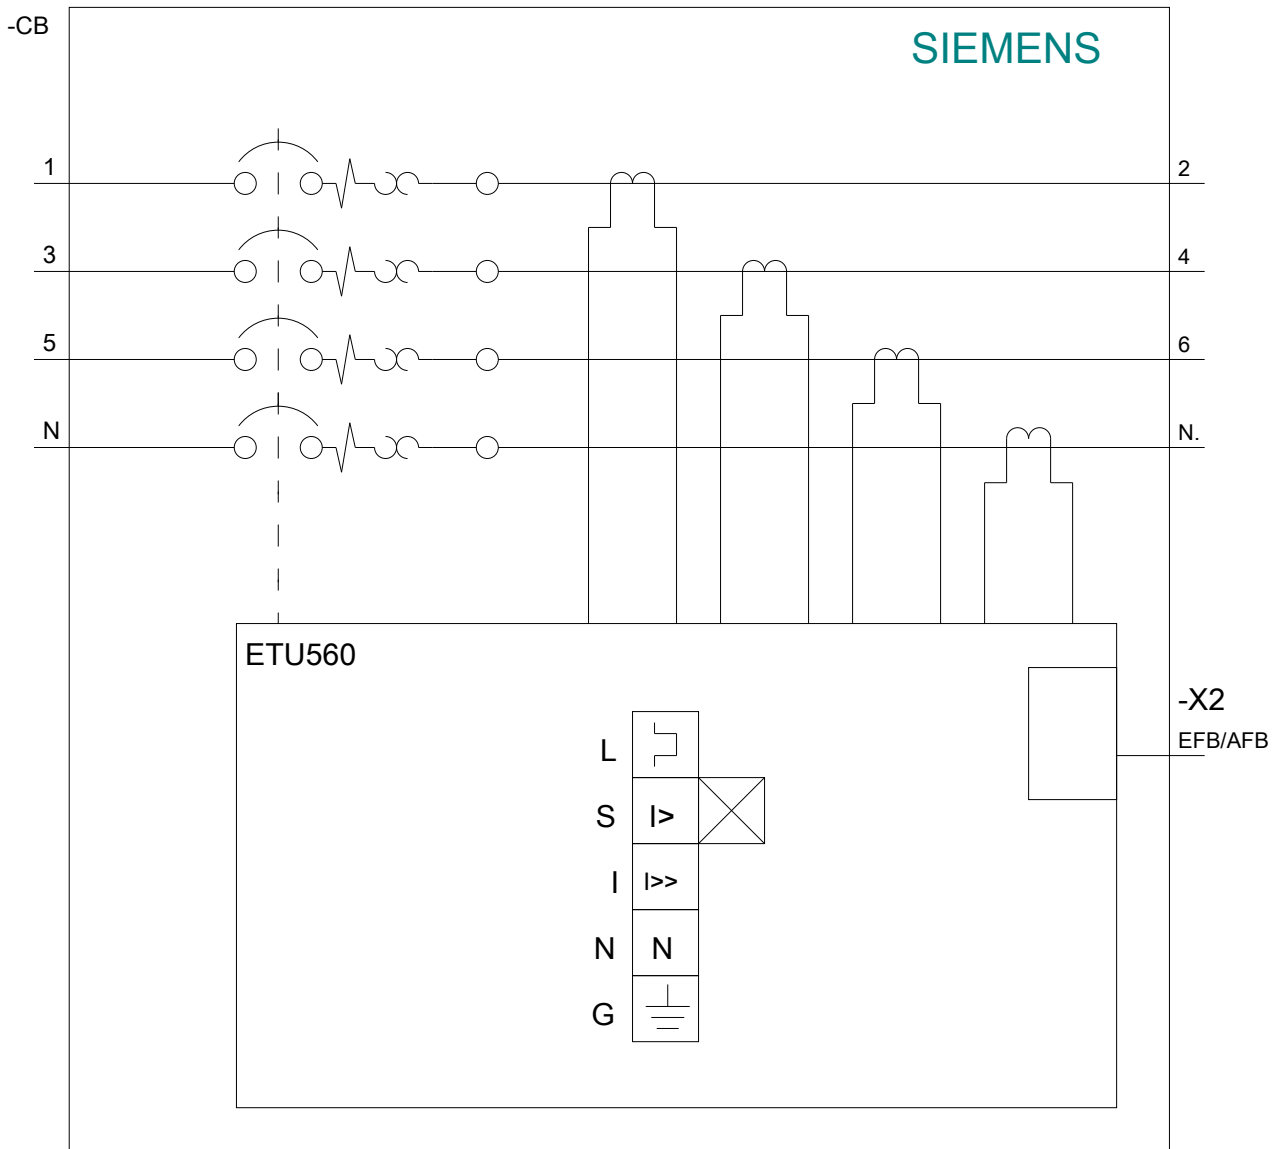 -CB
SIEMENS
1 2
3 4
5 6
N N.
ETU560
-X2
EFB/AFB
L
S I>
I I>>
N N
G